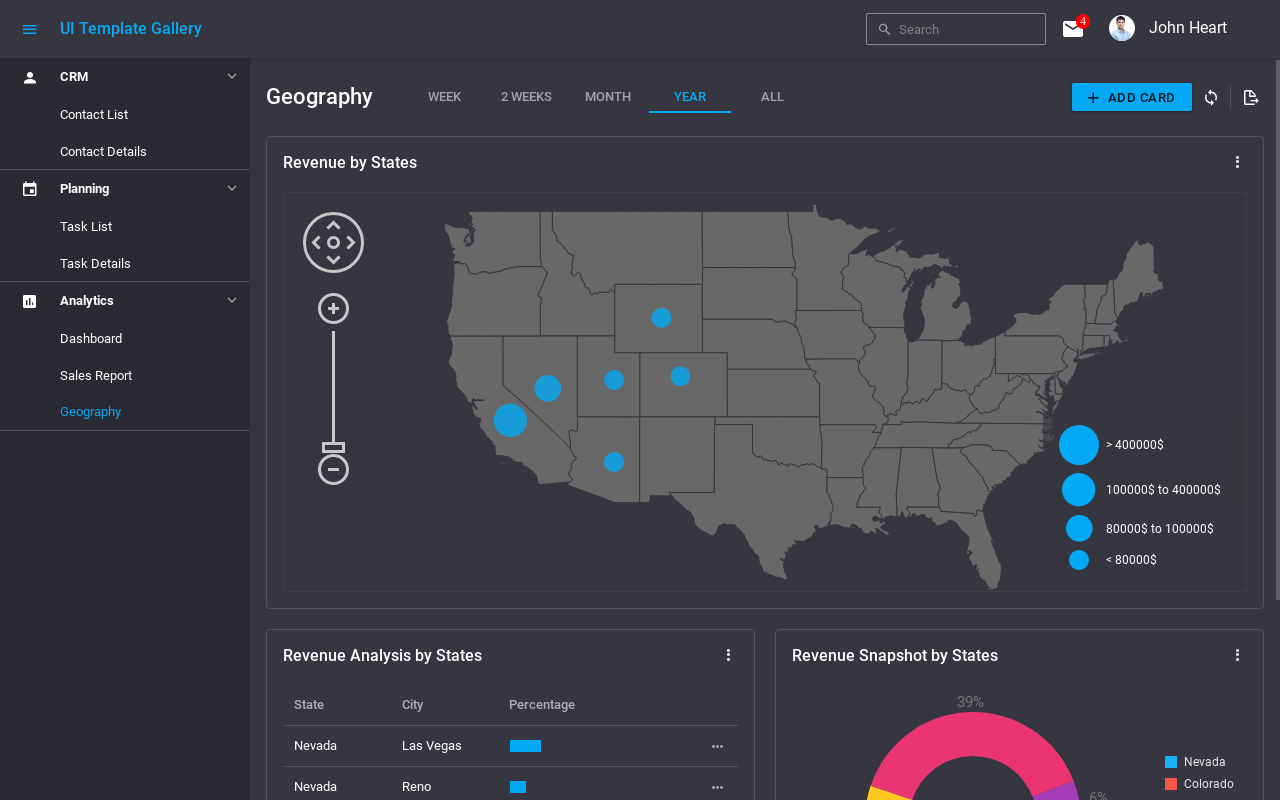 UI Template Gallery
Search
4
John Heart
CRM
Contact List
Contact Details
Planning
Task List
Task Details
Analytics
Dashboard
Sales Report
Geography
Geography
WEEK
2 WEEKS
MONTH
YEAR
ALL
ADD CARD
Revenue by States
> 400000$
100000$ to 400000$
80000$ to 100000$
< 80000$
Revenue Analysis by States
State City Percentage
Nevada Las Vegas
Nevada Reno
Revenue Snapshot by States
39%
6%
Nevada
Colorado